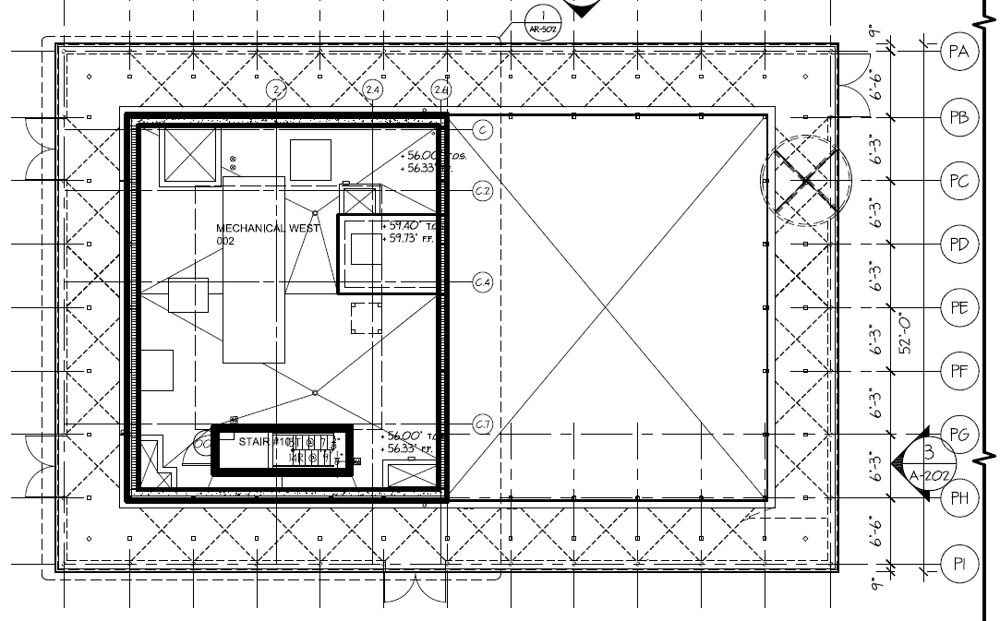 1
AR-502
9"
PA
6'-6"
2
2.4
2.6
PB
C
6'-3"
+ 56.00' T.O.S.
+ 56.33'
PC
C.2
6'-3"
MECHANICAL WEST
002
+ 59.40'
+ 59.73' F.F.
PD
6'-3"
C.4
PE
52'-0"
6'-3"
PF
6'-3"
C.7
+ 56.00'
+ 56.33' F.F.
STAIR #10
14R @
PG
3
A-202
6'-3"
PH
6'-6"
PI
9"